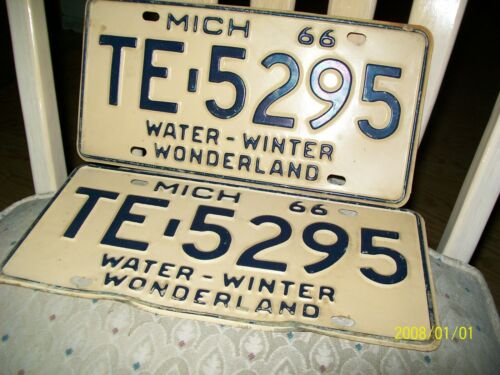 MICH 66
TE-5295
WATER-WINTER
WONDERLAND
MICH 66
TE-5295
WATER-WINTER
WONDERLAND
2008/01/01